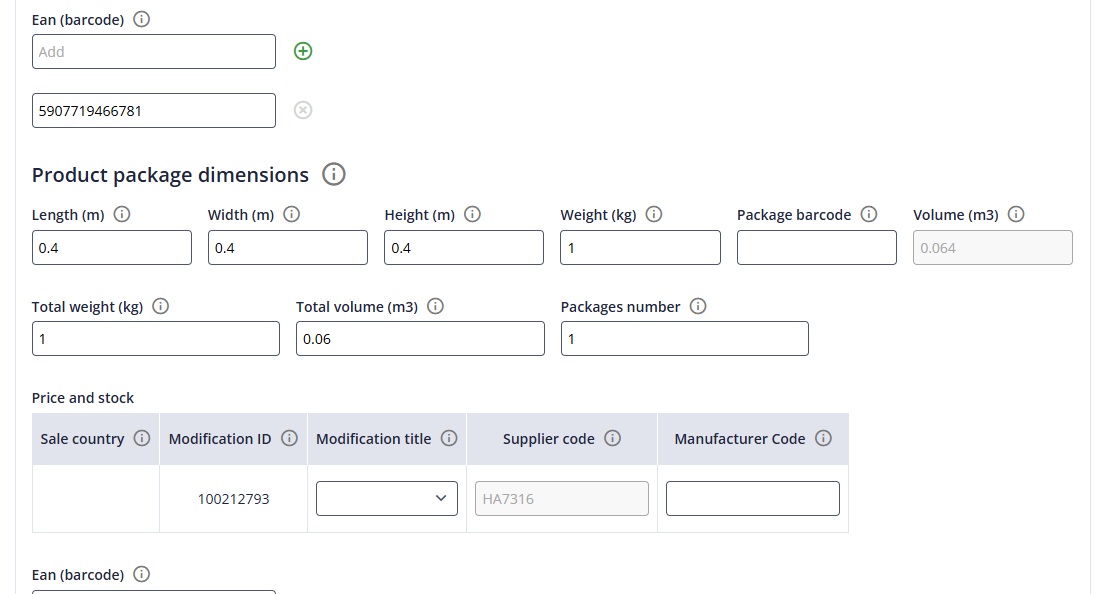 Ean (barcode)
Add
5907719466781
Product package dimensions
Length (m) Width (m) Height (m) Weight (kg) Package barcode Volume (m3)
0.4 0.4 0.4 1 0.064
Total weight (kg) Total volume (m3) Packages number
1 0.06 1
Price and stock
Sale country Modification ID Modification title Supplier code Manufacturer Code
100212793 HA7316
Ean (barcode)